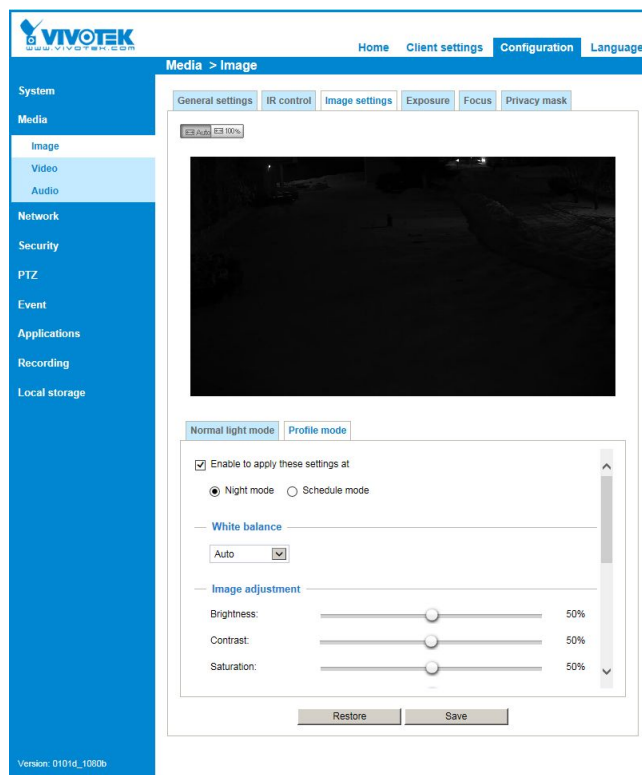 VIVOTEK
www.vivotek.com
Home Client settings Configuration Language
Media > Image
System
Media
Image
Video
Audio
Network
Security
PTZ
Event
Applications
Recording
Local storage
Version: 0101d_1080b
General settings IR control Image settings Exposure Focus Privacy mask
Auto 100%
Normal light mode Profile mode
Enable to apply these settings at
Night mode Schedule mode
White balance
Auto
Image adjustment
Brightness: 50%
Contrast: 50%
Saturation: 50%
Restore Save